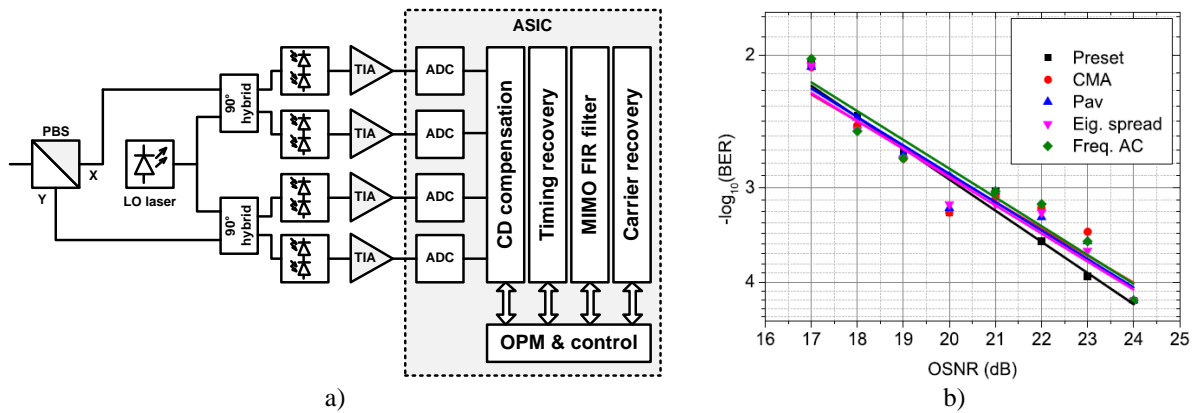 ASIC
PBS
X
Y
LO laser
90°
hybrid
90°
hybrid
TIA
TIA
TIA
TIA
ADC
ADC
ADC
ADC
CD compensation
Timing recovery
MIMO FIR filter
Carrier recovery
OPM & control
a)
-log10(BER)
2
3
4
16 17 18 19 20 21 22 23 24 25
OSNR (dB)
Preset
CMA
Pav
Eig. spread
Freq. AC
b)